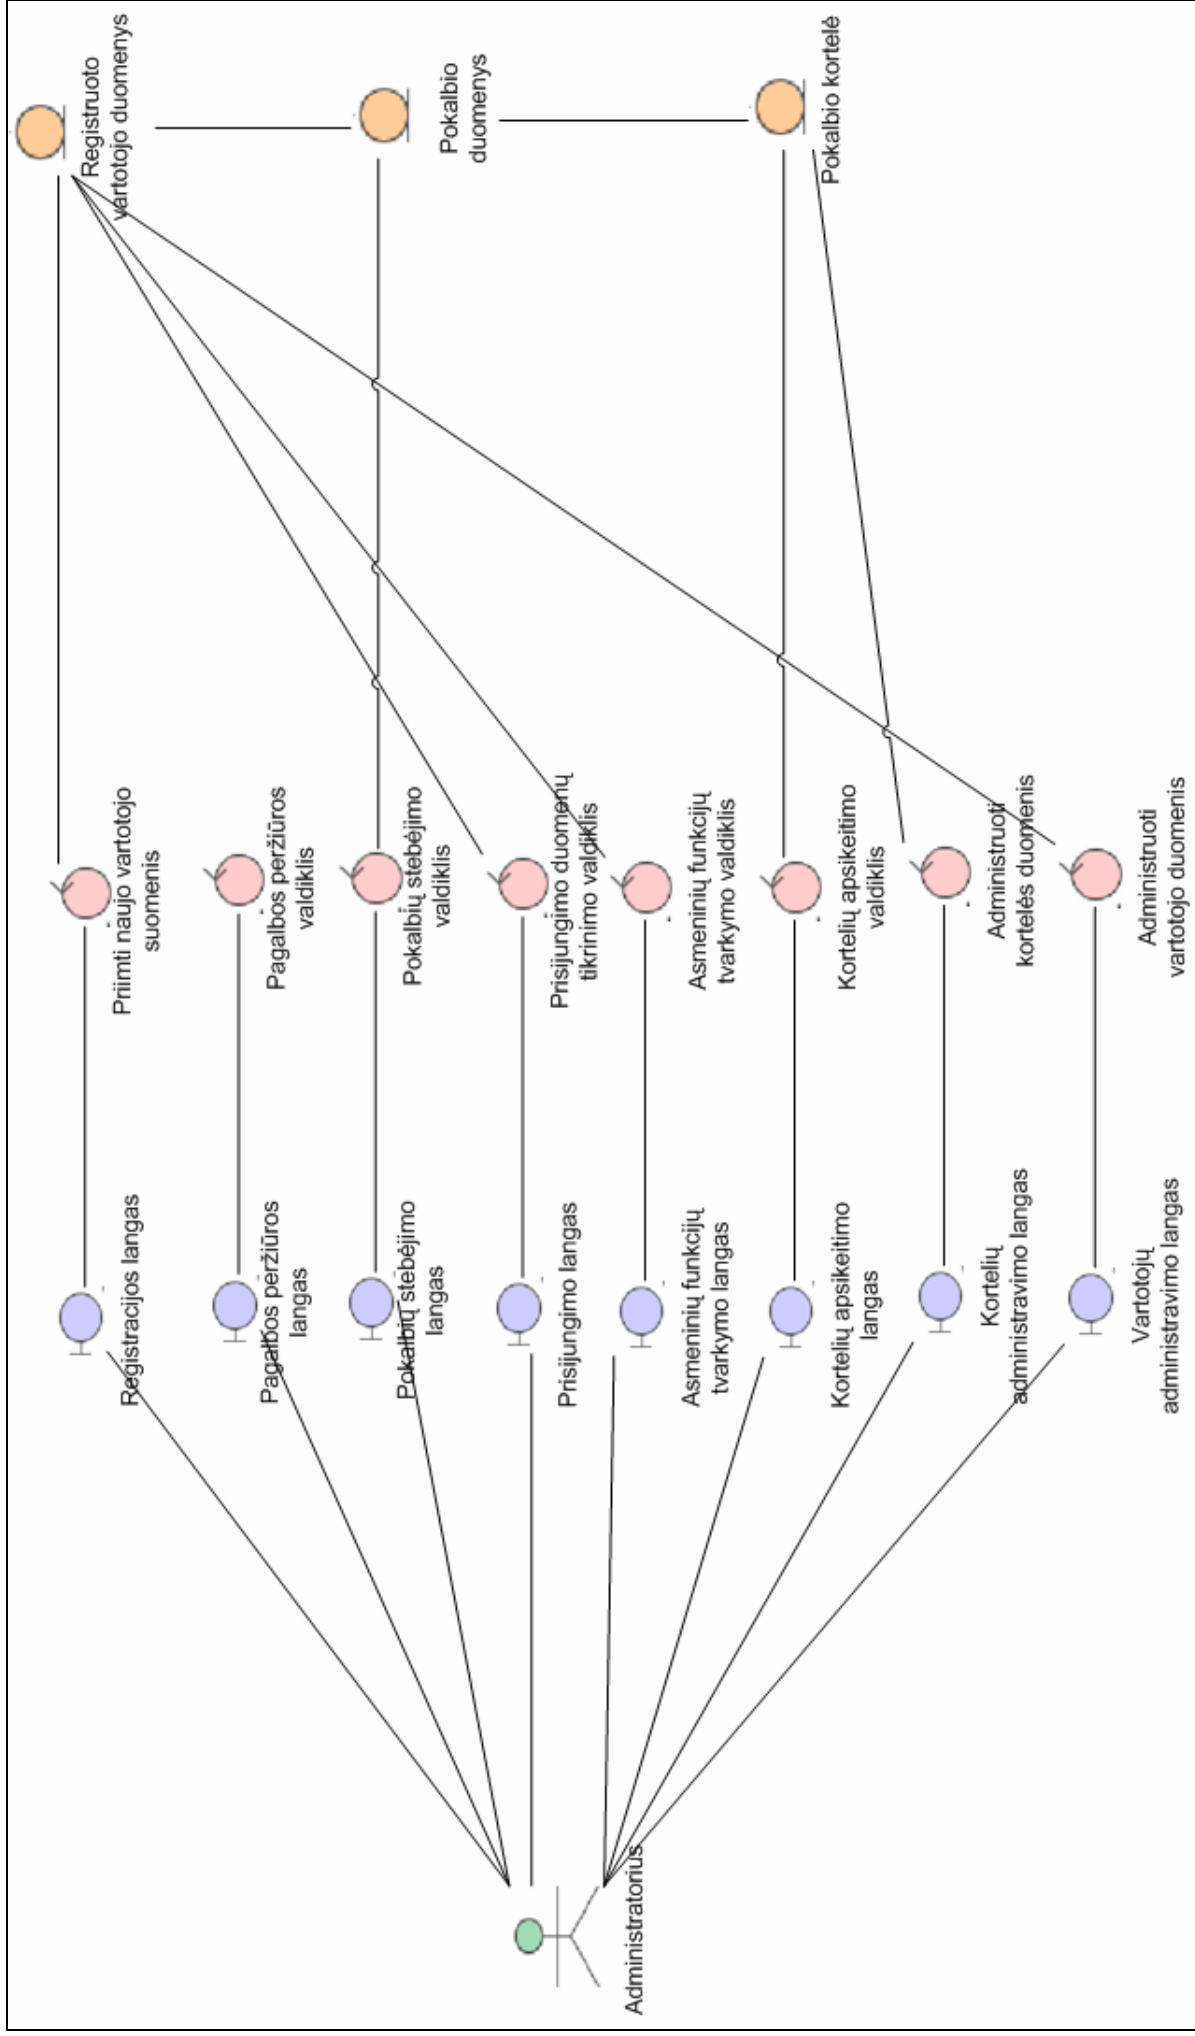 Administratorius
Registracijos langas
Pagalbos peržiūros
langas
Pokalbių stebėjimo
langas
Prisijungimo langas
Asmeninių funkcijų
tvarkymo langas
Kortelių apsikeitimo
langas
Kortelių
administravimo langas
Vartotojų
administravimo langas
Priimti naujo vartotojo
suomenis
Pagalbos peržiūros
valdiklis
Pokalbių stebėjimo
valdiklis
Prisijungimo duomenų
tikrinimo valdiklis
Asmeninių funkcijų
tvarkymo valdiklis
Kortelių apsikeitimo
valdiklis
Administruoti
kortelės duomenis
Administruoti
vartotojo duomenis
Registruoto
vartotojo duomenys
Pokalbio
duomenys
Pokalbio kortelė